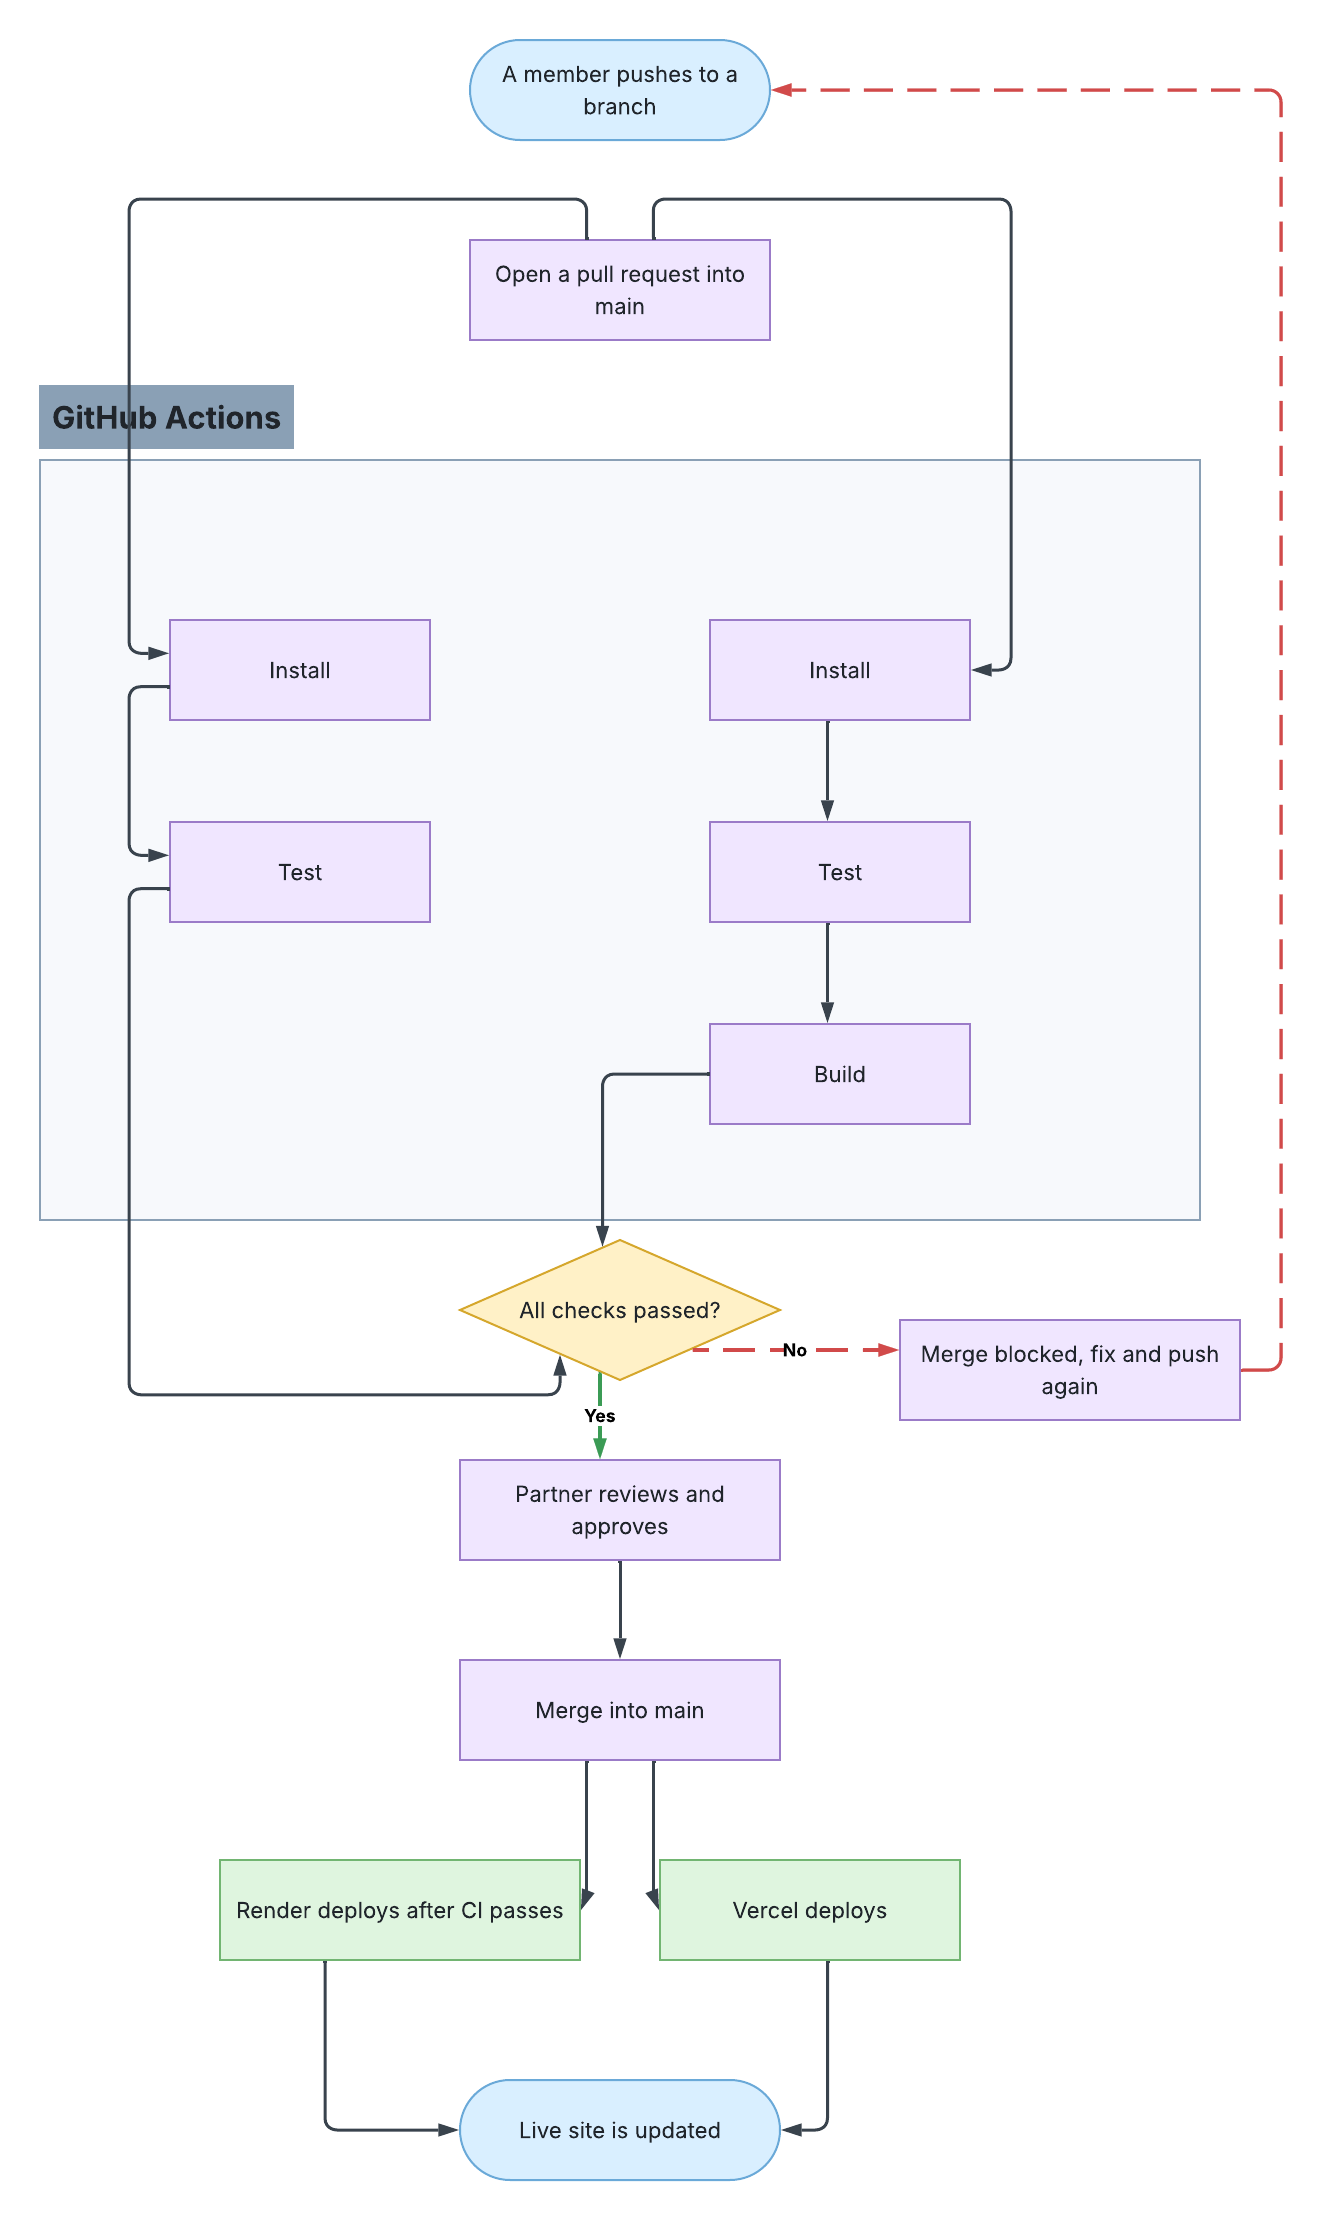 A member pushes to a
branch
Open a pull request into
main
GitHub Actions
Install
Install
Test
Test
Build
All checks passed?
No
Merge blocked, fix and push
again
Yes
Partner reviews and
approves
Merge into main
Render deploys after CI passes
Vercel deploys
Live site is updated